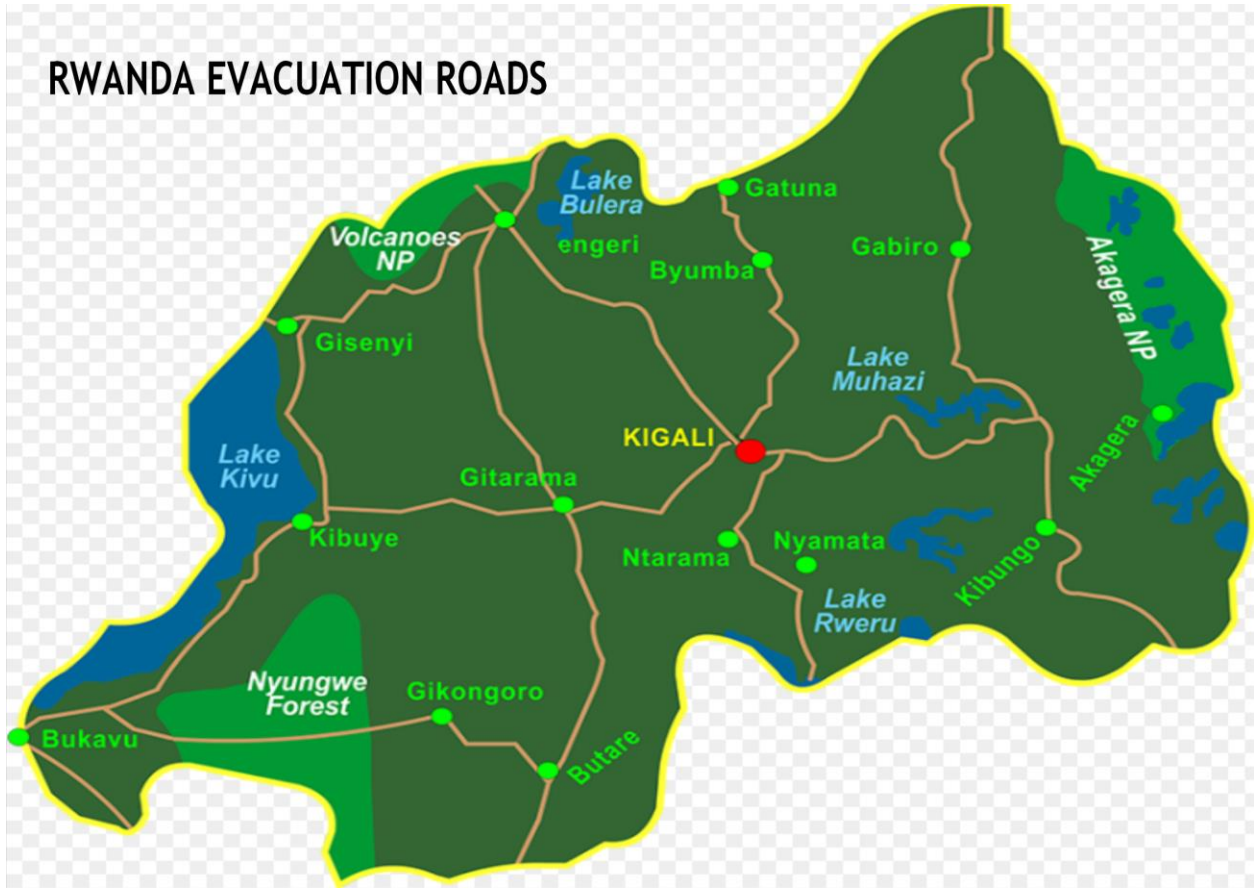 RWANDA EVACUATION ROADS
Lake
Bulera
Gatuna
Volcanoes
NP
engeri
Byumba
Gabiro
Akagera NP
Gisenyi
Lake
Muhazi
KIGALI
Lake
Kivu
Gitarama
Akagera
Kibuye
Ntarama
Nyamata
Kibungo
Lake
Rweru
Nyungwe
Forest
Gikongoro
Bukavu
Butare